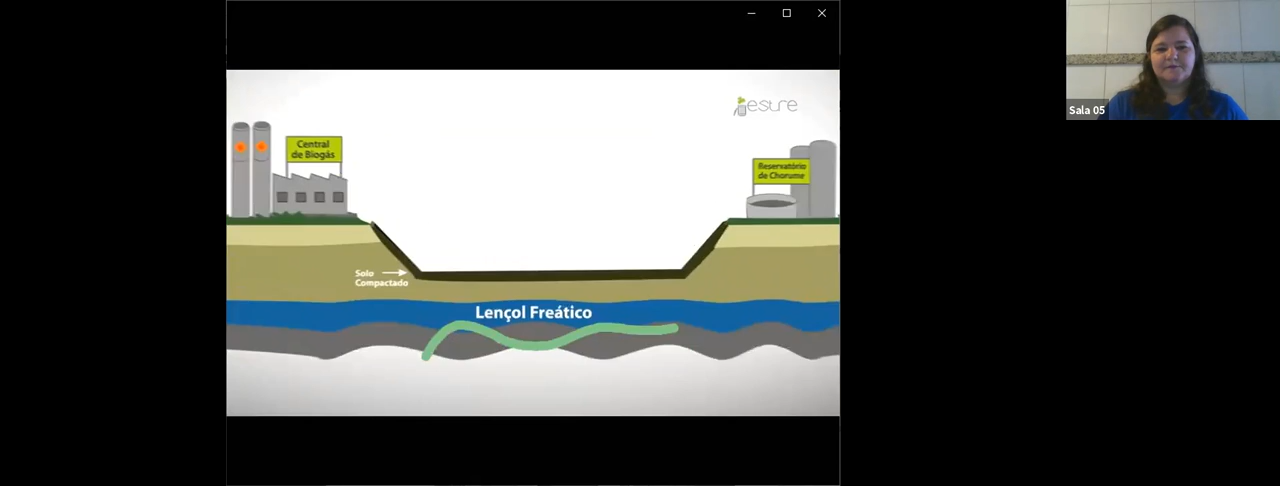 estre
Central
de Biogás
Reservatório
de Chorume
Solo
Compactado
Lençol Freático
Sala 05